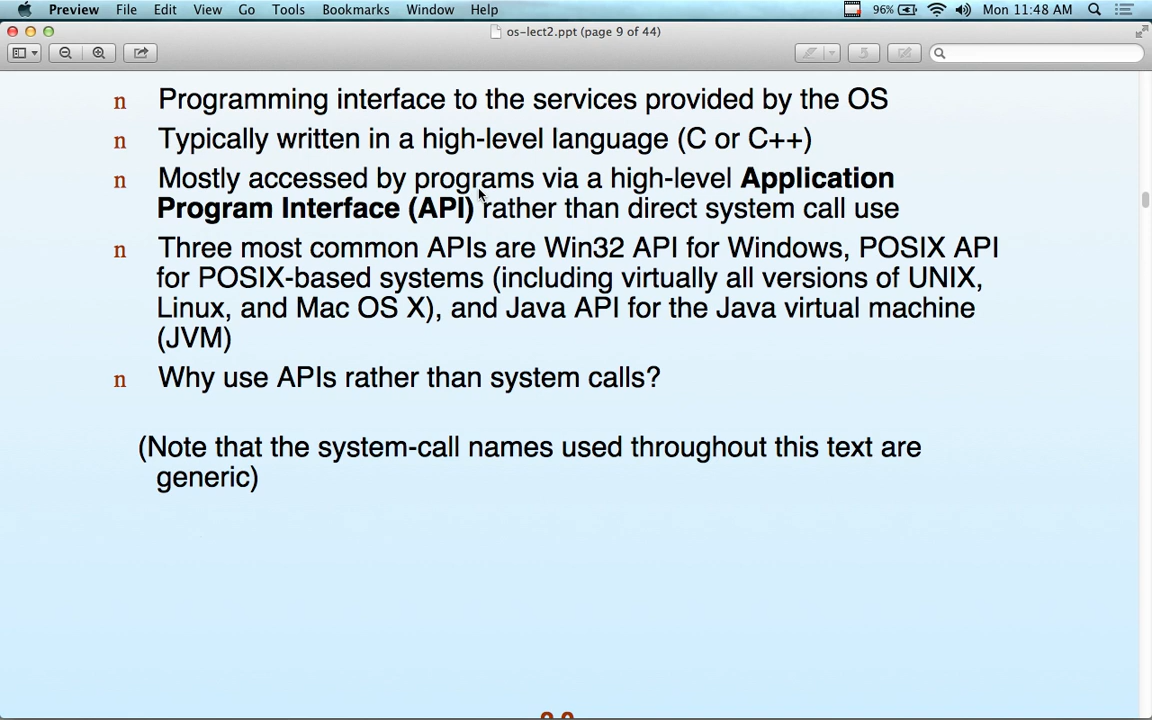 Preview File Edit View Go Tools Bookmarks Window Help 96% Mon 11:48 AM
os-lect2.ppt (page 9 of 44)
n Programming interface to the services provided by the OS
n Typically written in a high-level language (C or C++)
n Mostly accessed by programs via a high-level Application
Program Interface (API) rather than direct system call use
n Three most common APIs are Win32 API for Windows, POSIX API
for POSIX-based systems (including virtually all versions of UNIX,
Linux, and Mac OS X), and Java API for the Java virtual machine
(JVM)
n Why use APIs rather than system calls?
(Note that the system-call names used throughout this text are
generic)